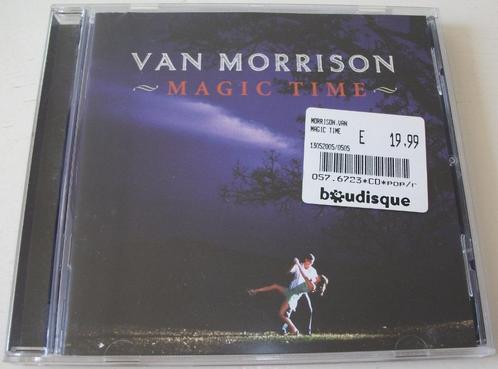 VAN MORRISON
~ MAGIC TIME ~
MORRISON,VAN
MAGIC TIME
E 19.99
13052005/0505
057.6723*CD*POP/r
boudisque